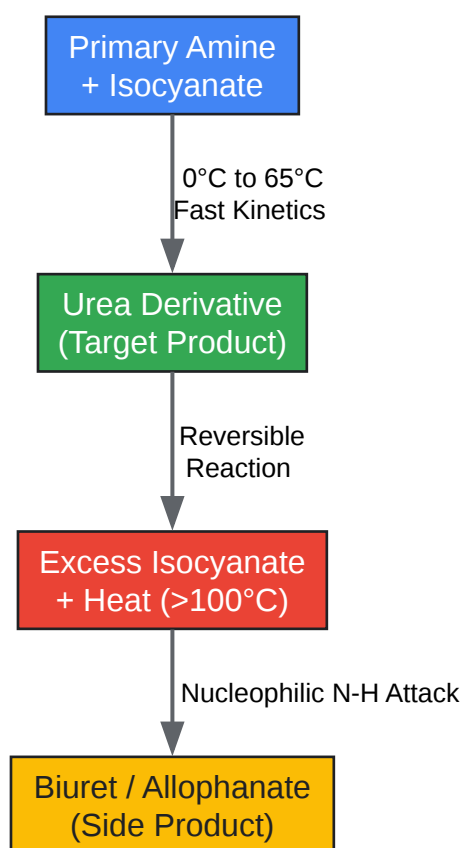 Primary Amine
+ Isocyanate
0°C to 65°C
Fast Kinetics
Urea Derivative
(Target Product)
Reversible
Reaction
Excess Isocyanate
+ Heat (>100°C)
Nucleophilic N-H Attack
Biuret / Allophanate
(Side Product)